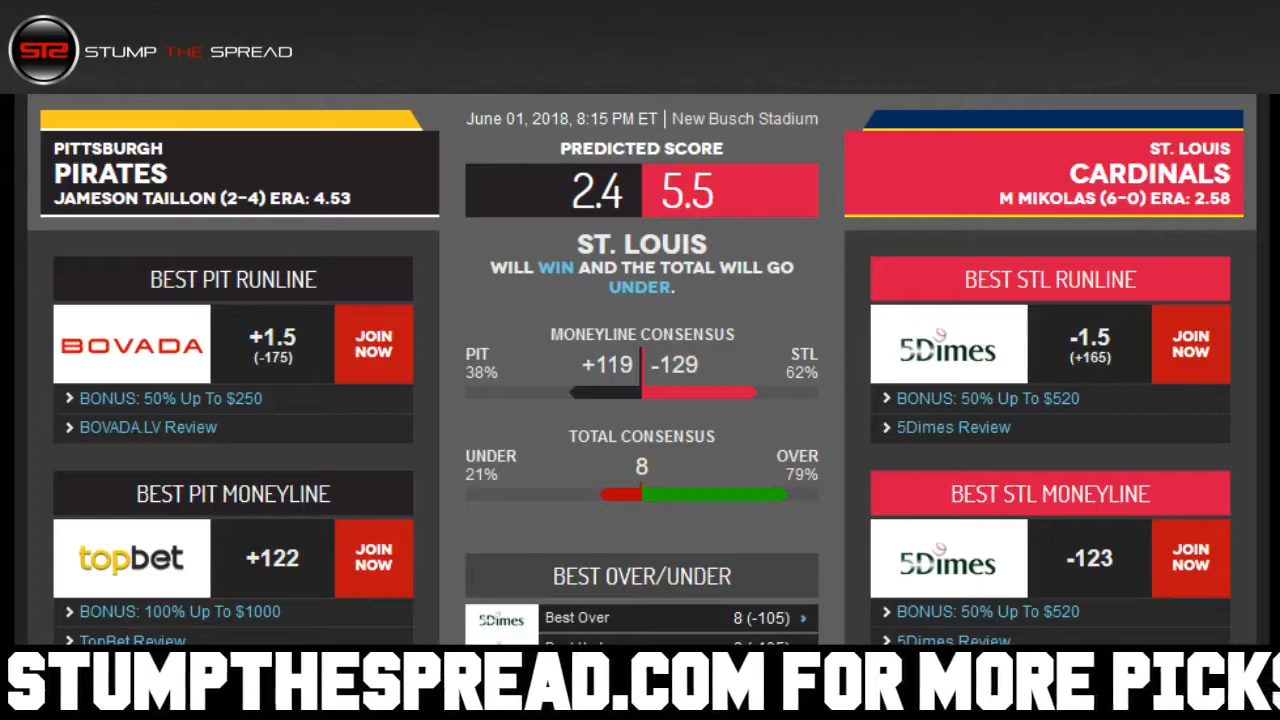 STS STUMP THE SPREAD
PITTSBURGH
PIRATES
JAMESON TAILLON (2-4) ERA: 4.53
June 01, 2018, 8:15 PM ET | New Busch Stadium
PREDICTED SCORE
2.4 5.5
ST. LOUIS
WILL WIN AND THE TOTAL WILL GO
UNDER.
ST. LOUIS
CARDINALS
M MIKOLAS (6-0) ERA: 2.58
BEST PIT RUNLINE
BOVADA +1.5 (-175) JOIN NOW
> BONUS: 50% Up To $250
> BOVADA.LV Review
BEST PIT MONEYLINE
topbet +122 JOIN NOW
> BONUS: 100% Up To $1000
> TopBet Review
MONEYLINE CONSENSUS
PIT 38% +119 -129 STL 62%
TOTAL CONSENSUS
UNDER 21% 8 OVER 79%
BEST OVER/UNDER
5Dimes Best Over 8 (-105) >
BEST STL RUNLINE
5Dimes -1.5 (+165) JOIN NOW
> BONUS: 50% Up To $520
> 5Dimes Review
BEST STL MONEYLINE
5Dimes -123 JOIN NOW
> BONUS: 50% Up To $520
> 5Dimes Review
STUMPTHESPREAD.COM FOR MORE PICKS